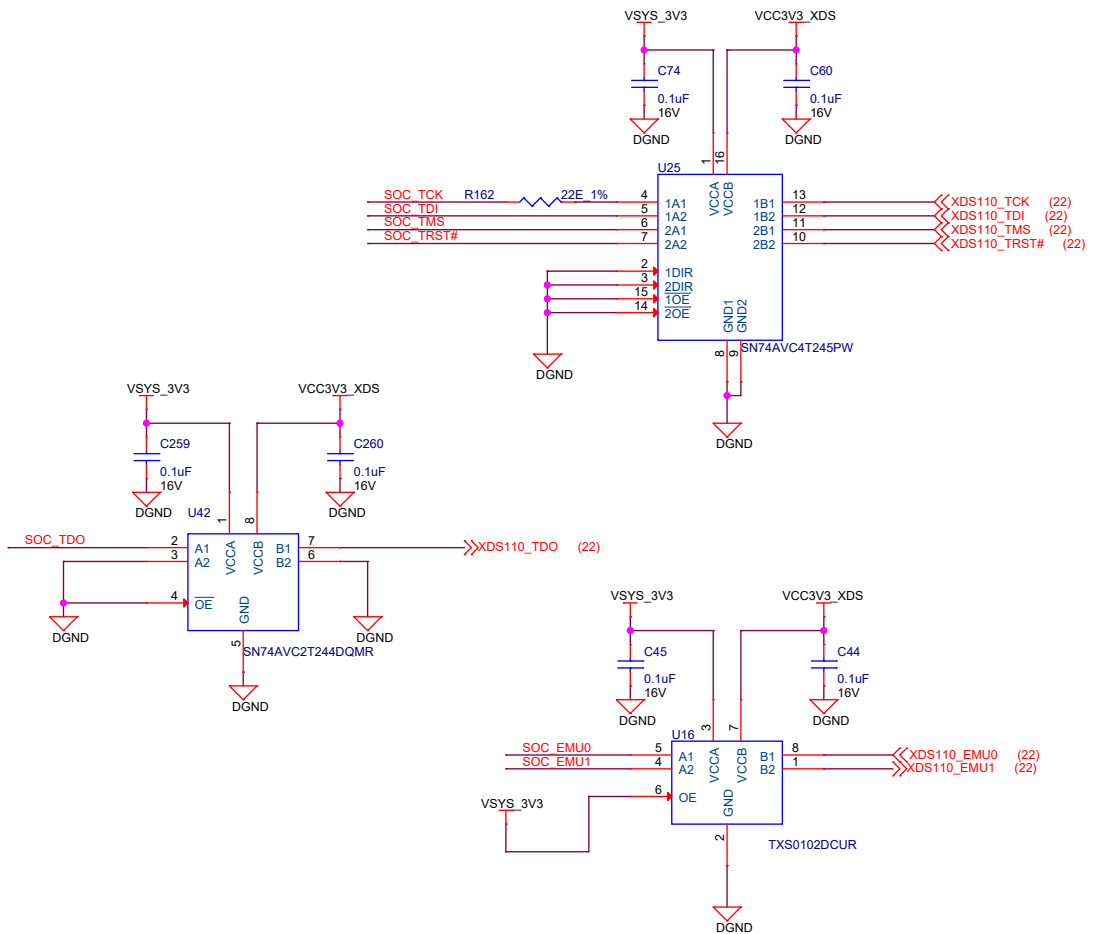 VSYS_3V3
VCC3V3_XDS
C74
0.1uF
16V
DGND
C60
0.1uF
16V
DGND
1
16
U25
VCCA
VCCB
SOC_TCK
R162
22E_1%
4
1A1
1B1
13
XDS110_TCK (22)
SOC_TDI
5
1A2
1B2
12
XDS110_TDI (22)
SOC_TMS
6
2A1
2B1
11
XDS110_TMS (22)
SOC_TRST#
7
2A2
2B2
10
XDS110_TRST# (22)
2
1DIR
3
2DIR
15
1OE
14
2OE
GND1
GND2
8
9
SN74AVC4T245PW
DGND
DGND
VSYS_3V3
VCC3V3_XDS
C259
0.1uF
16V
DGND
C260
0.1uF
16V
DGND
U42
1
8
VCCA
VCCB
SOC_TDO
2
A1
B1
7
XDS110_TDO (22)
3
A2
B2
6
4
OE
GND
5
DGND
DGND
SN74AVC2T244DQMR
DGND
VSYS_3V3
VCC3V3_XDS
C45
0.1uF
16V
DGND
C44
0.1uF
16V
DGND
U16
3
7
VCCA
VCCB
SOC_EMU0
5
A1
B1
8
XDS110_EMU0 (22)
SOC_EMU1
4
A2
B2
1
XDS110_EMU1 (22)
VSYS_3V3
6
OE
GND
2
TXS0102DCUR
DGND